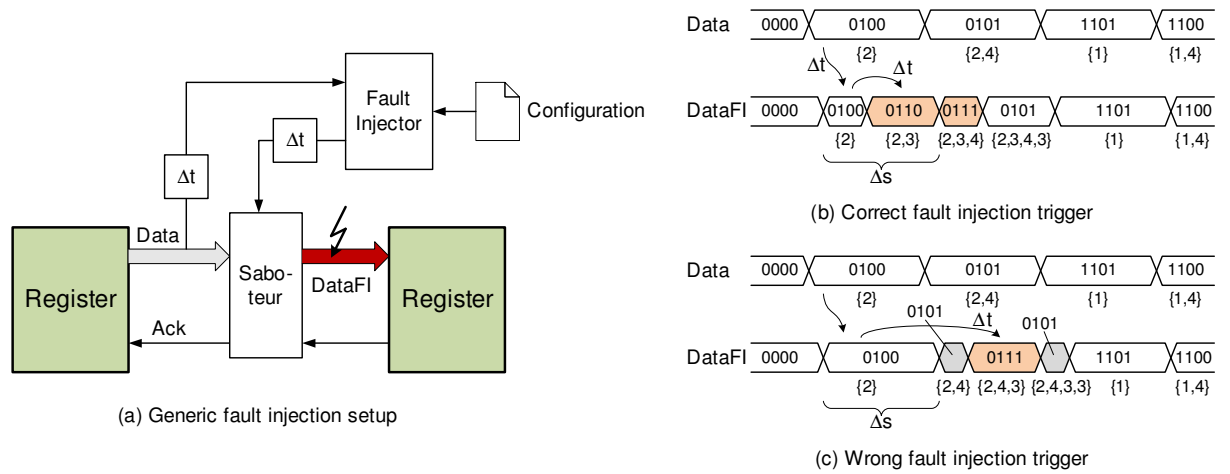 Fault
Injector
Configuration
Δt
Δt
Data
Register
Sabo-
teur
DataFI
Register
Ack
(a) Generic fault injection setup
Data 0000 0100 0101 1101 1100
{2} {2,4} {1} {1,4}
Δt Δt
DataFI 0000 0100 0110 0111 0101 1101 1100
{2} {2,3} {2,3,4} {2,3,4,3} {1} {1,4}
Δs
(b) Correct fault injection trigger
Data 0000 0100 0101 1101 1100
{2} {2,4} {1} {1,4}
0101 Δt 0101
DataFI 0000 0100 0111 1101 1100
{2} {2,4} {2,4,3} {2,4,3,3} {1} {1,4}
Δs
(c) Wrong fault injection trigger